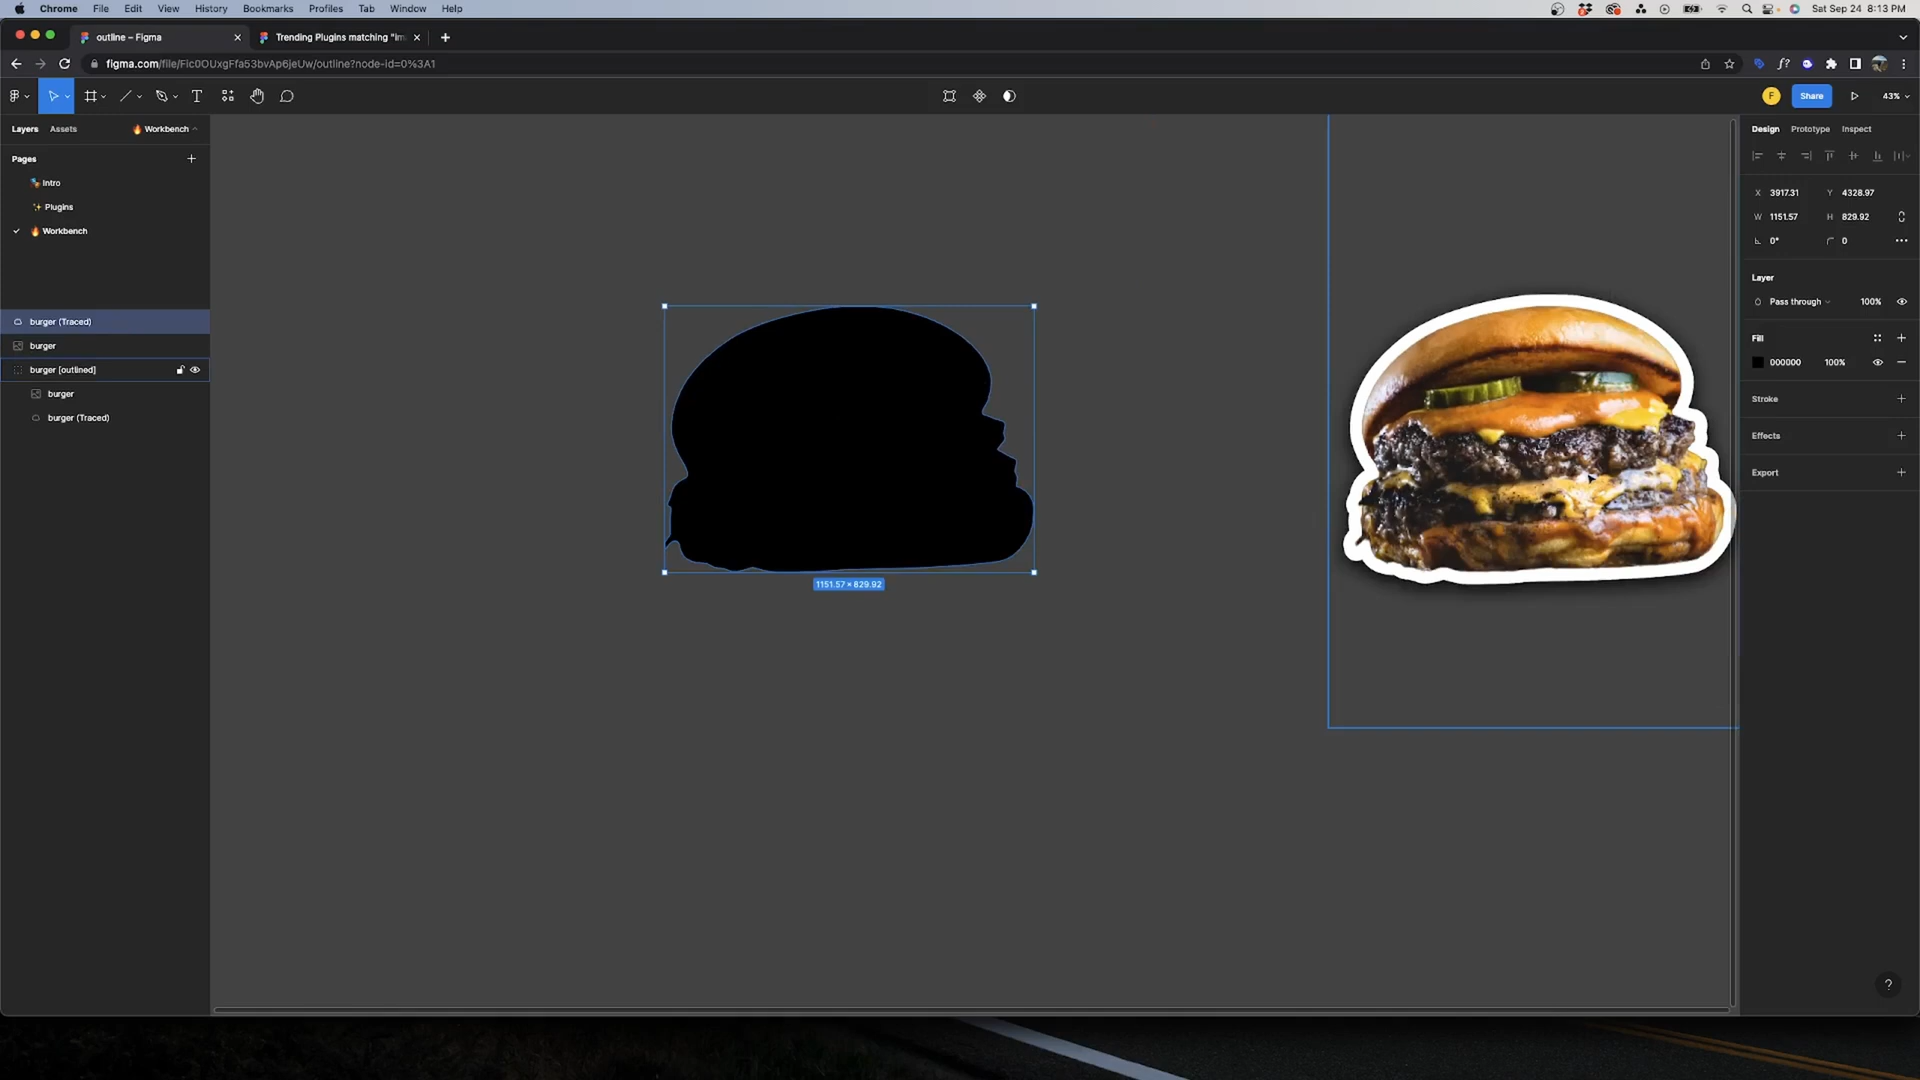 Chrome File Edit View History Bookmarks Profiles Tab Window Help Sat Sep 24 8:13 PM
outline – Figma Trending Plugins matching "im
figma.com/file/Fic0OUxgFfa53bvAp6jeUw/outline?node-id=0%3A1
F Share 43%
Layers Assets Workbench Design Prototype Inspect
Pages
Intro
Plugins
Workbench
burger (Traced)
burger
burger [outlined]
burger
burger (Traced)
1151.57 × 829.92
X 3917.31 Y 4328.97
W 1151.57 H 829.92
0° 0
Layer
Pass through 100%
Fill
000000 100%
Stroke
Effects
Export
?